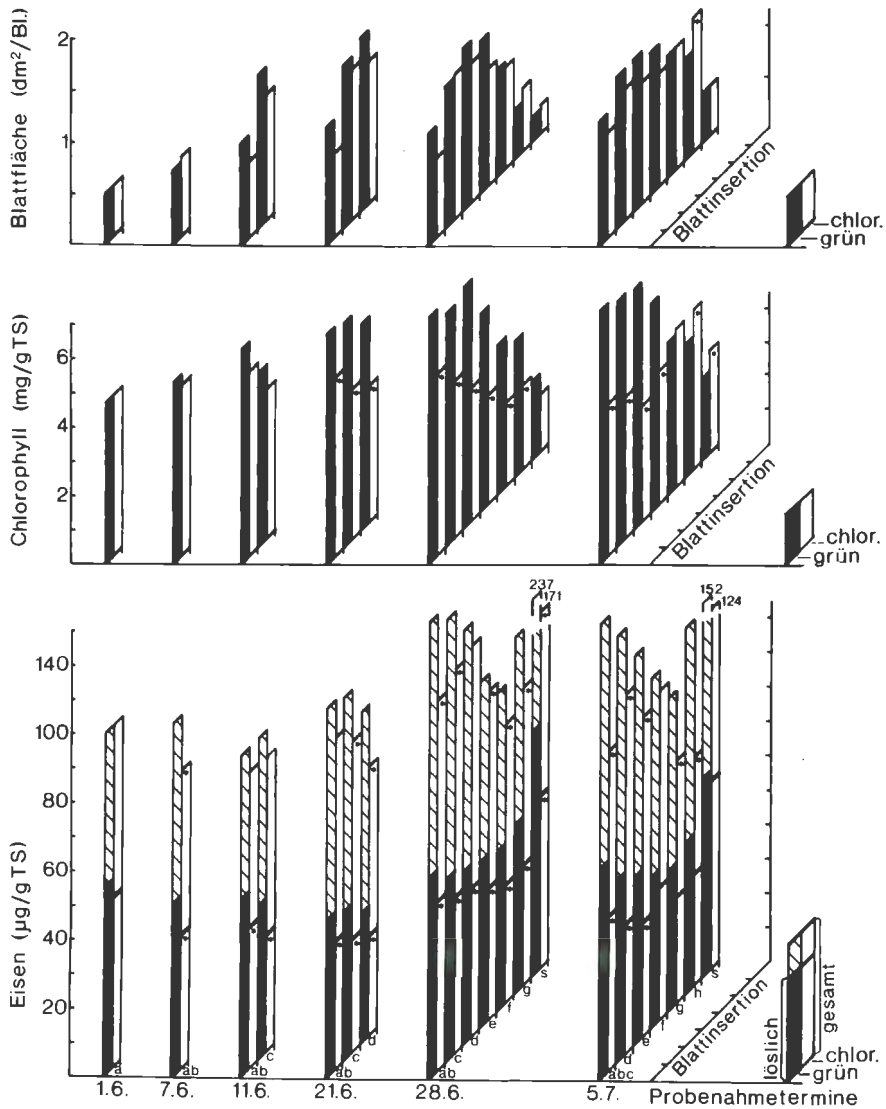 Blattfläche (dm²/Bl.)
2
1
Blattinsertion
chlor.
grün
Chlorophyll (mg/gTS)
6
4
2
0
Blattinsertion
chlor.
grün
Eisen (µg/gTS)
140
120
100
80
60
40
20
237
171
152
124
a
ab
ab
c
ab
c
d
ab
c
d
e
f
g
s
abc
d
e
f
g
h
s
Blattinsertion
löslich
gesamt
chlor.
grün
1.6.
7.6.
11.6.
21.6.
28.6.
5.7.
Probenahmetermine